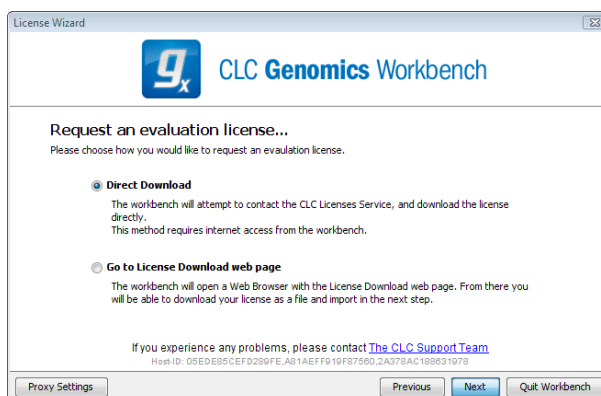 License Wizard
gx
CLC Genomics Workbench
Request an evaluation license...
Please choose how you would like to request an evaulation license.
Direct Download
The workbench will attempt to contact the CLC Licenses Service, and download the license
directly.
This method requires internet access from the workbench.
Go to License Download web page
The workbench will open a Web Browser with the License Download web page. From there you
will be able to download your license as a file and import in the next step.
If you experience any problems, please contact The CLC Support Team
Host-ID: 05EDE85CEFD289FE,A81AEFF919F87560,2A378AC188631978
Proxy Settings Previous Next Quit Workbench